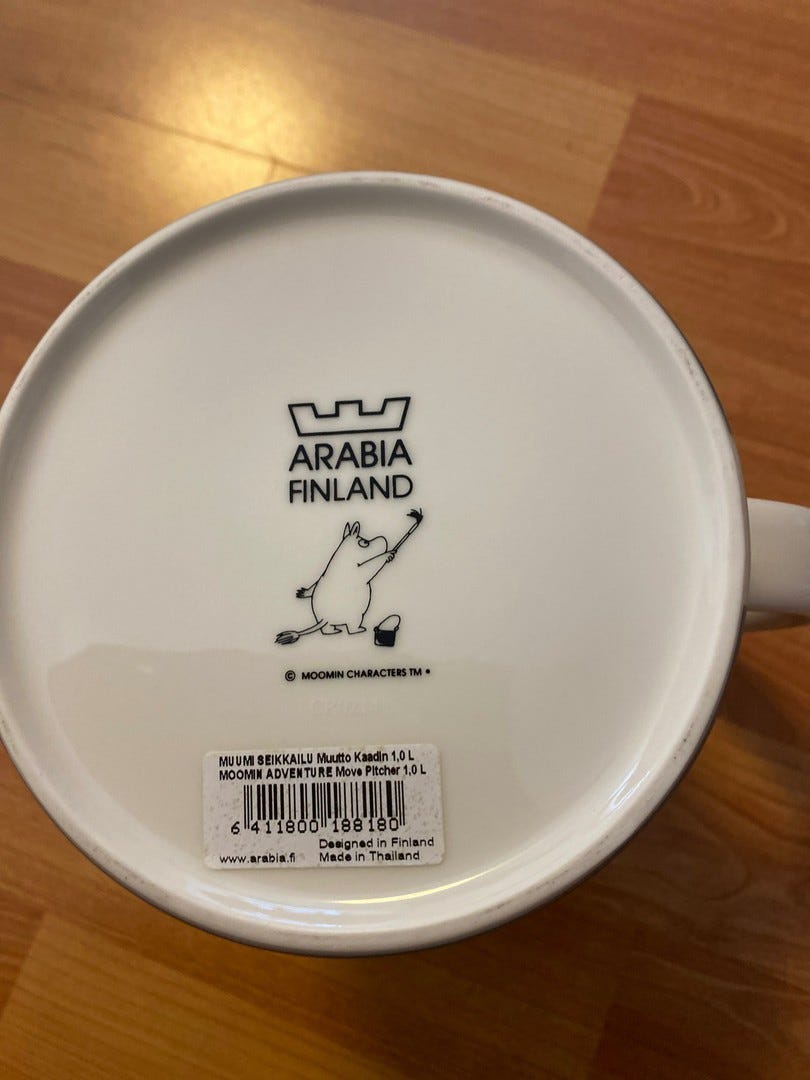 ARABIA
FINLAND
© MOOMIN CHARACTERS TM •
MUUMI SEIKKAILU Muutto Kaadin 1,0 L
MOOMIN ADVENTURE Move Pitcher 1,0 L
6 411800 188180
Designed in Finland
www.arabia.fi Made in Thailand